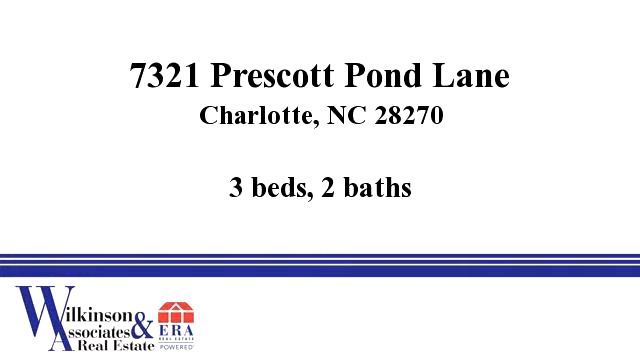 7321 Prescott Pond Lane
Charlotte, NC 28270
3 beds, 2 baths
Wilkinson &
Associates
Real Estate
ERA
REAL ESTATE
POWERED